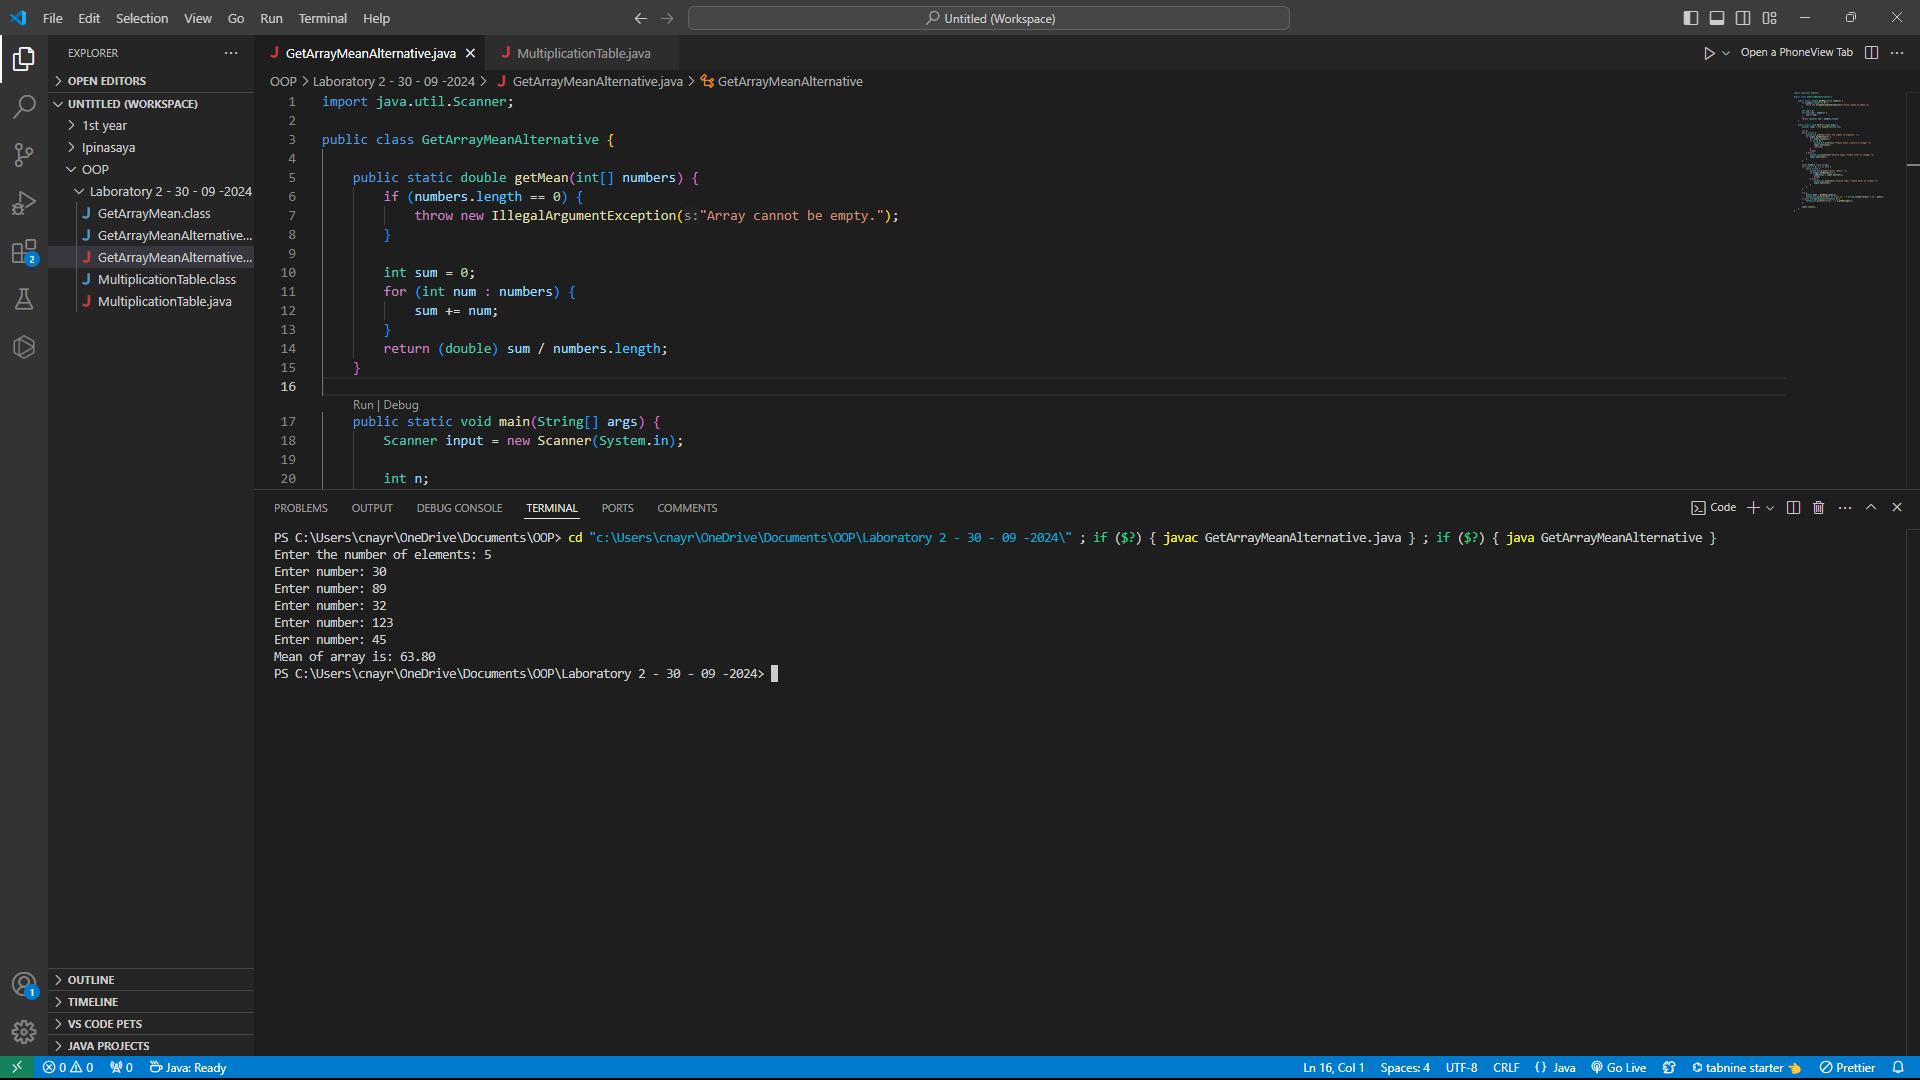 File Edit Selection View Go Run Terminal Help
Untitled (Workspace)
EXPLORER
OPEN EDITORS
UNTITLED (WORKSPACE)
1st year
Ipinasaya
OOP
Laboratory 2 - 30 - 09 -2024
GetArrayMean.class
GetArrayMeanAlternative...
GetArrayMeanAlternative...
MultiplicationTable.class
MultiplicationTable.java
OUTLINE
TIMELINE
VS CODE PETS
JAVA PROJECTS
2
1
GetArrayMeanAlternative.java MultiplicationTable.java
Open a PhoneView Tab
OOP > Laboratory 2 - 30 - 09 -2024 > GetArrayMeanAlternative.java > GetArrayMeanAlternative
1 import java.util.Scanner;
2
3 public class GetArrayMeanAlternative {
4
5 public static double getMean(int[] numbers) {
6 if (numbers.length == 0) {
7 throw new IllegalArgumentException(s:"Array cannot be empty.");
8 }
9
10 int sum = 0;
11 for (int num : numbers) {
12 sum += num;
13 }
14 return (double) sum / numbers.length;
15 }
16
Run | Debug
17 public static void main(String[] args) {
18 Scanner input = new Scanner(System.in);
19
20 int n;
PROBLEMS OUTPUT DEBUG CONSOLE TERMINAL PORTS COMMENTS
Code
PS C:\Users\cnayr\OneDrive\Documents\OOP> cd "c:\Users\cnayr\OneDrive\Documents\OOP\Laboratory 2 - 30 - 09 -2024\" ; if ($?) { javac GetArrayMeanAlternative.java } ; if ($?) { java GetArrayMeanAlternative }
Enter the number of elements: 5
Enter number: 30
Enter number: 89
Enter number: 32
Enter number: 123
Enter number: 45
Mean of array is: 63.80
PS C:\Users\cnayr\OneDrive\Documents\OOP\Laboratory 2 - 30 - 09 -2024>
0 0 0 Java: Ready
Ln 16, Col 1 Spaces: 4 UTF-8 CRLF { } Java Go Live tabnine starter Prettier